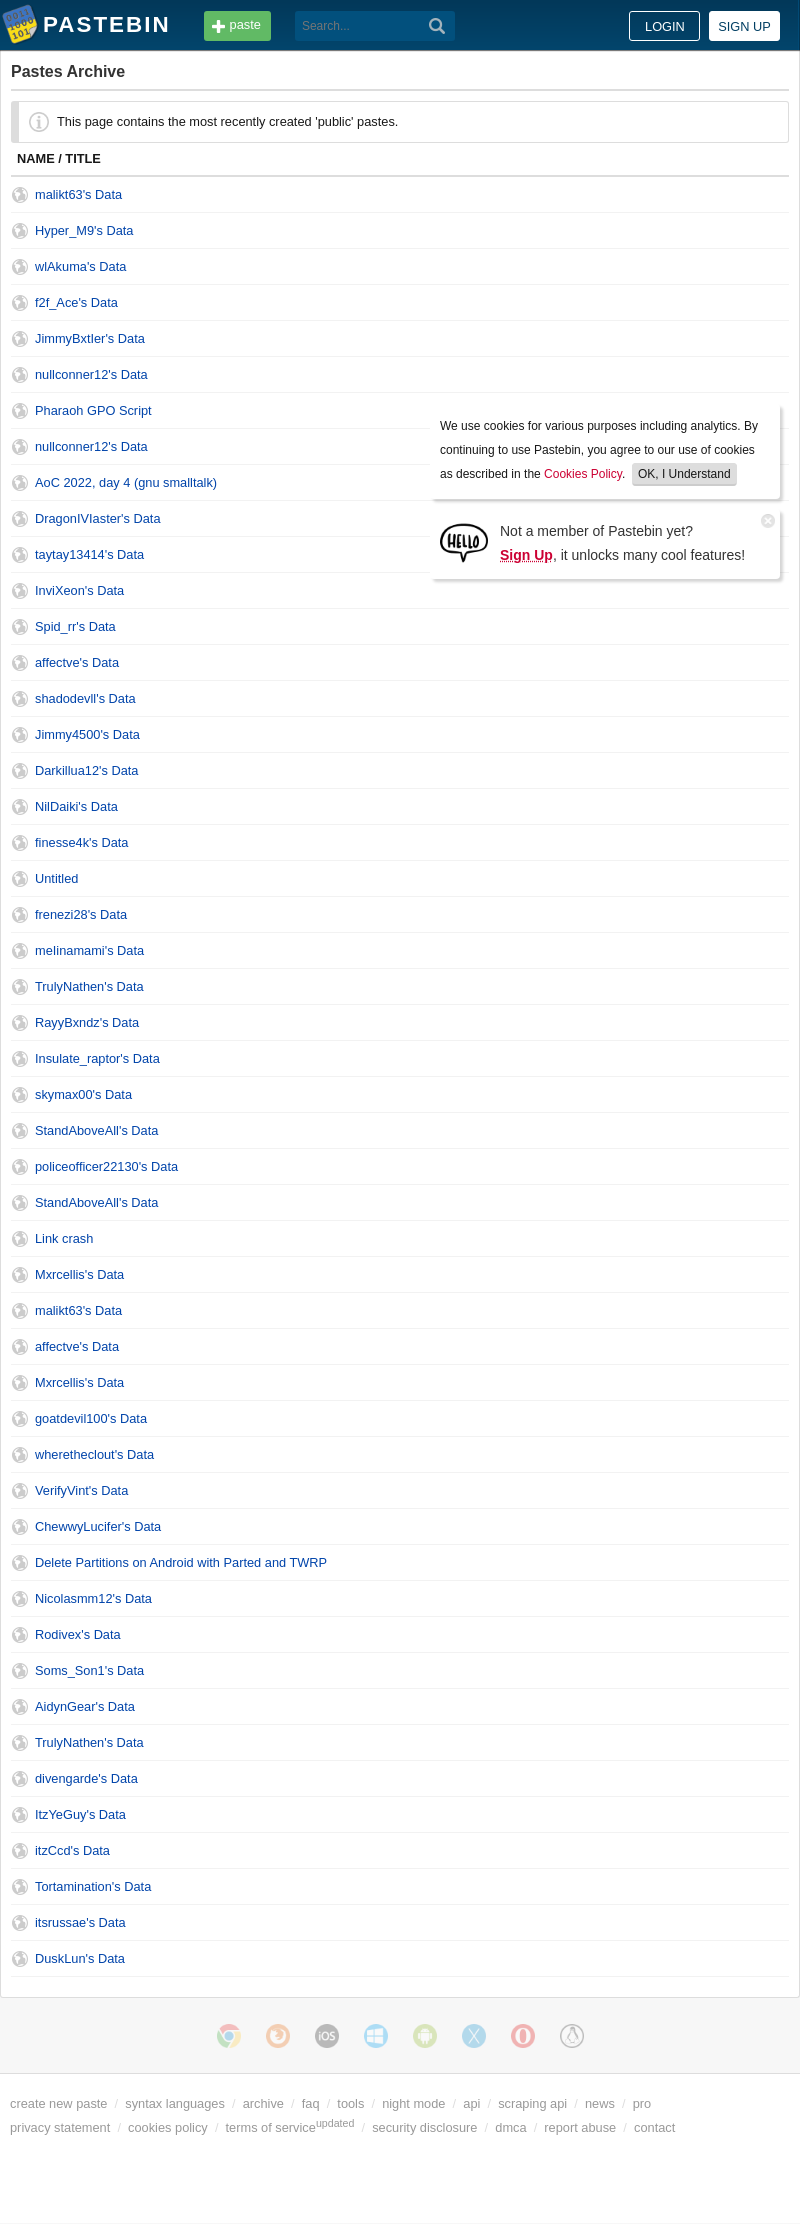 PASTEBIN
paste
Search...
LOGIN
SIGN UP
Pastes Archive
This page contains the most recently created 'public' pastes.
NAME / TITLE
malikt63's Data
Hyper_M9's Data
wlAkuma's Data
f2f_Ace's Data
JimmyBxtler's Data
nullconner12's Data
Pharaoh GPO Script
nullconner12's Data
AoC 2022, day 4 (gnu smalltalk)
DragonIVIaster's Data
taytay13414's Data
InviXeon's Data
Spid_rr's Data
affectve's Data
shadodevll's Data
Jimmy4500's Data
Darkillua12's Data
NilDaiki's Data
finesse4k's Data
Untitled
frenezi28's Data
melinamami's Data
TrulyNathen's Data
RayyBxndz's Data
Insulate_raptor's Data
skymax00's Data
StandAboveAll's Data
policeofficer22130's Data
StandAboveAll's Data
Link crash
Mxrcellis's Data
malikt63's Data
affectve's Data
Mxrcellis's Data
goatdevil100's Data
wheretheclout's Data
VerifyVint's Data
ChewwyLucifer's Data
Delete Partitions on Android with Parted and TWRP
Nicolasmm12's Data
Rodivex's Data
Soms_Son1's Data
AidynGear's Data
TrulyNathen's Data
divengarde's Data
ItzYeGuy's Data
itzCcd's Data
Tortamination's Data
itsrussae's Data
DuskLun's Data
We use cookies for various purposes including analytics. By
continuing to use Pastebin, you agree to our use of cookies
as described in the Cookies Policy. OK, I Understand
HELLO
Not a member of Pastebin yet?
Sign Up, it unlocks many cool features!
iOS
create new paste / syntax languages / archive / faq / tools / night mode / api / scraping api / news / pro
privacy statement / cookies policy / terms of service updated / security disclosure / dmca / report abuse / contact